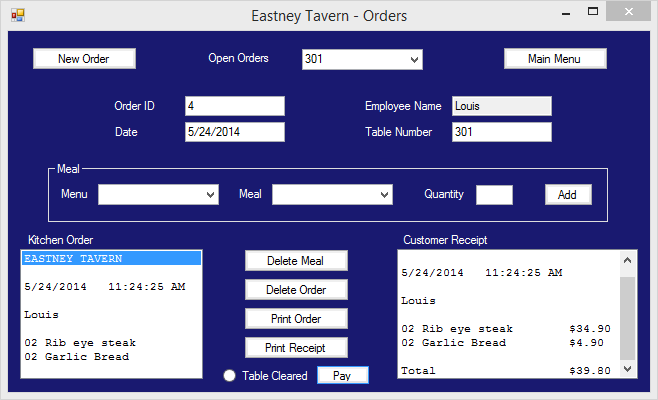 Eastney Tavern - Orders
New Order Open Orders 301 Main Menu
Order ID 4 Employee Name Louis
Date 5/24/2014 Table Number 301
Meal
Menu Meal Quantity Add
Kitchen Order
EASTNEY TAVERN
5/24/2014 11:24:25 AM
Louis
02 Rib eye steak
02 Garlic Bread
Delete Meal
Delete Order
Print Order
Print Receipt
Table Cleared Pay
Customer Receipt
5/24/2014 11:24:25 AM
Louis
02 Rib eye steak $34.90
02 Garlic Bread $4.90
Total $39.80